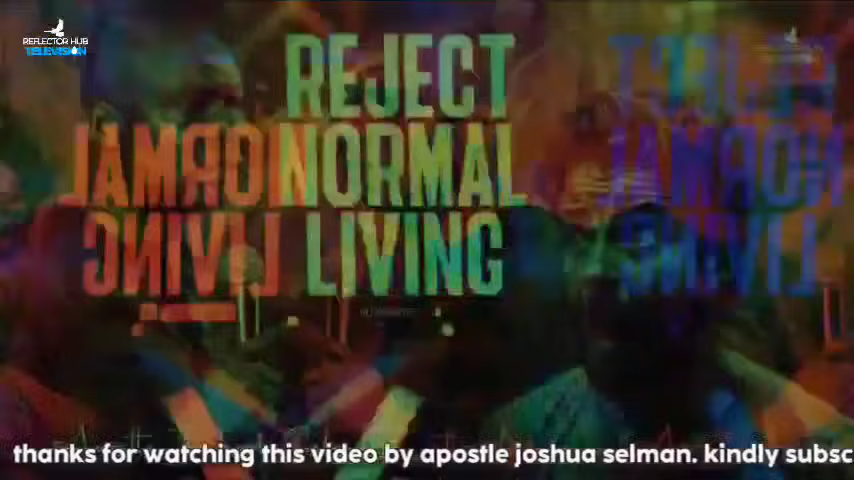 REFLECTOR HUB
TELEVISION
REJECT
NORMAL
LIVING
thanks for watching this video by apostle joshua selman. kindly subsc